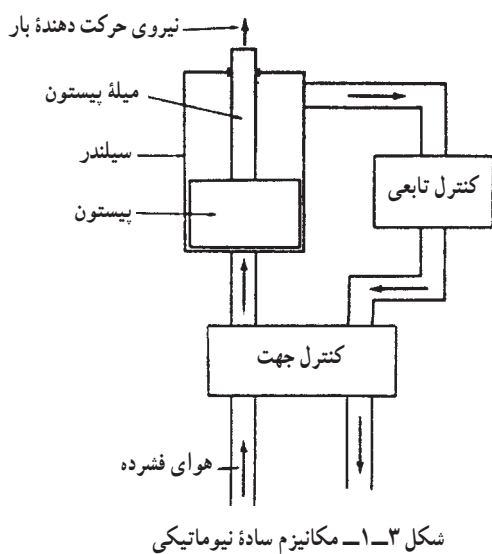 نیروی حرکت دهندهٔ بار
میلهٔ پیستون
سیلندر
کنترل تابعی
پیستون
کنترل جهت
هوای فشرده
شکل ۳ــ۱ــ مکانیزم سادهٔ نیوماتیکی